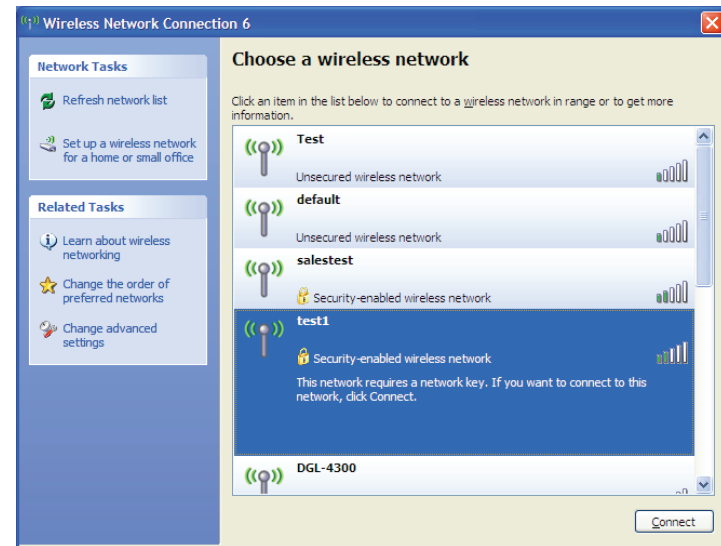 Wireless Network Connection 6
Network Tasks
Refresh network list
Set up a wireless network
for a home or small office
Related Tasks
Learn about wireless
networking
Change the order of
preferred networks
Change advanced
settings
Choose a wireless network
Click an item in the list below to connect to a wireless network in range or to get more
information.
Test
Unsecured wireless network
default
Unsecured wireless network
salestest
Security-enabled wireless network
test1
Security-enabled wireless network
This network requires a network key. If you want to connect to this
network, click Connect.
DGL-4300
Connect